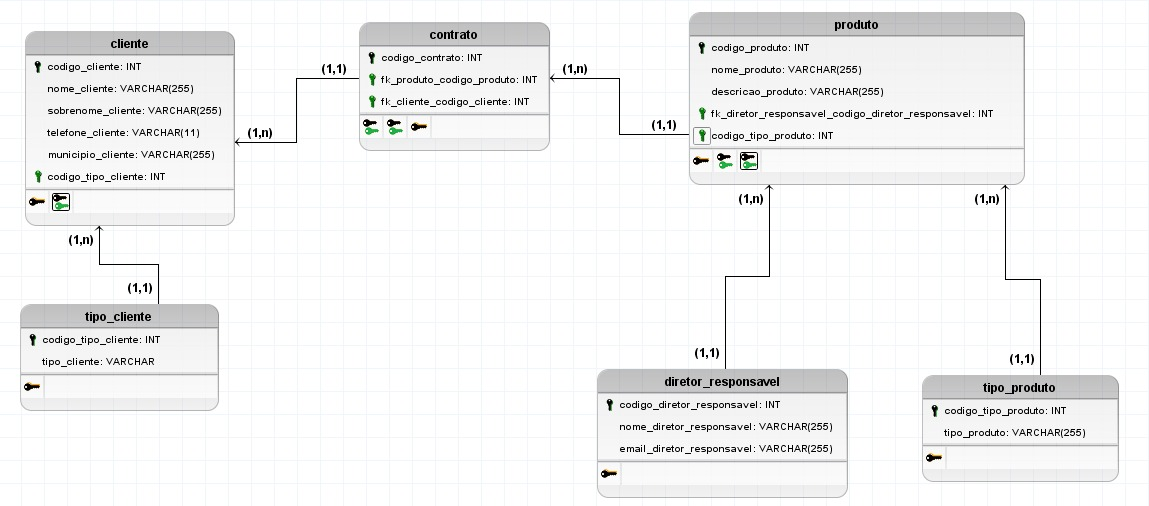 cliente
codigo_cliente: INT
nome_cliente: VARCHAR(255)
sobrenome_cliente: VARCHAR(255)
telefone_cliente: VARCHAR(11)
municipio_cliente: VARCHAR(255)
codigo_tipo_cliente: INT
(1,n)
(1,1)
contrato
codigo_contrato: INT
fk_produto_codigo_produto: INT
fk_cliente_codigo_cliente: INT
(1,n)
(1,1)
produto
codigo_produto: INT
nome_produto: VARCHAR(255)
descricao_produto: VARCHAR(255)
fk_diretor_responsavel_codigo_diretor_responsavel: INT
codigo_tipo_produto: INT
(1,n)
(1,1)
tipo_cliente
codigo_tipo_cliente: INT
tipo_cliente: VARCHAR
(1,n)
(1,1)
diretor_responsavel
codigo_diretor_responsavel: INT
nome_diretor_responsavel: VARCHAR(255)
email_diretor_responsavel: VARCHAR(255)
(1,n)
(1,1)
tipo_produto
codigo_tipo_produto: INT
tipo_produto: VARCHAR(255)